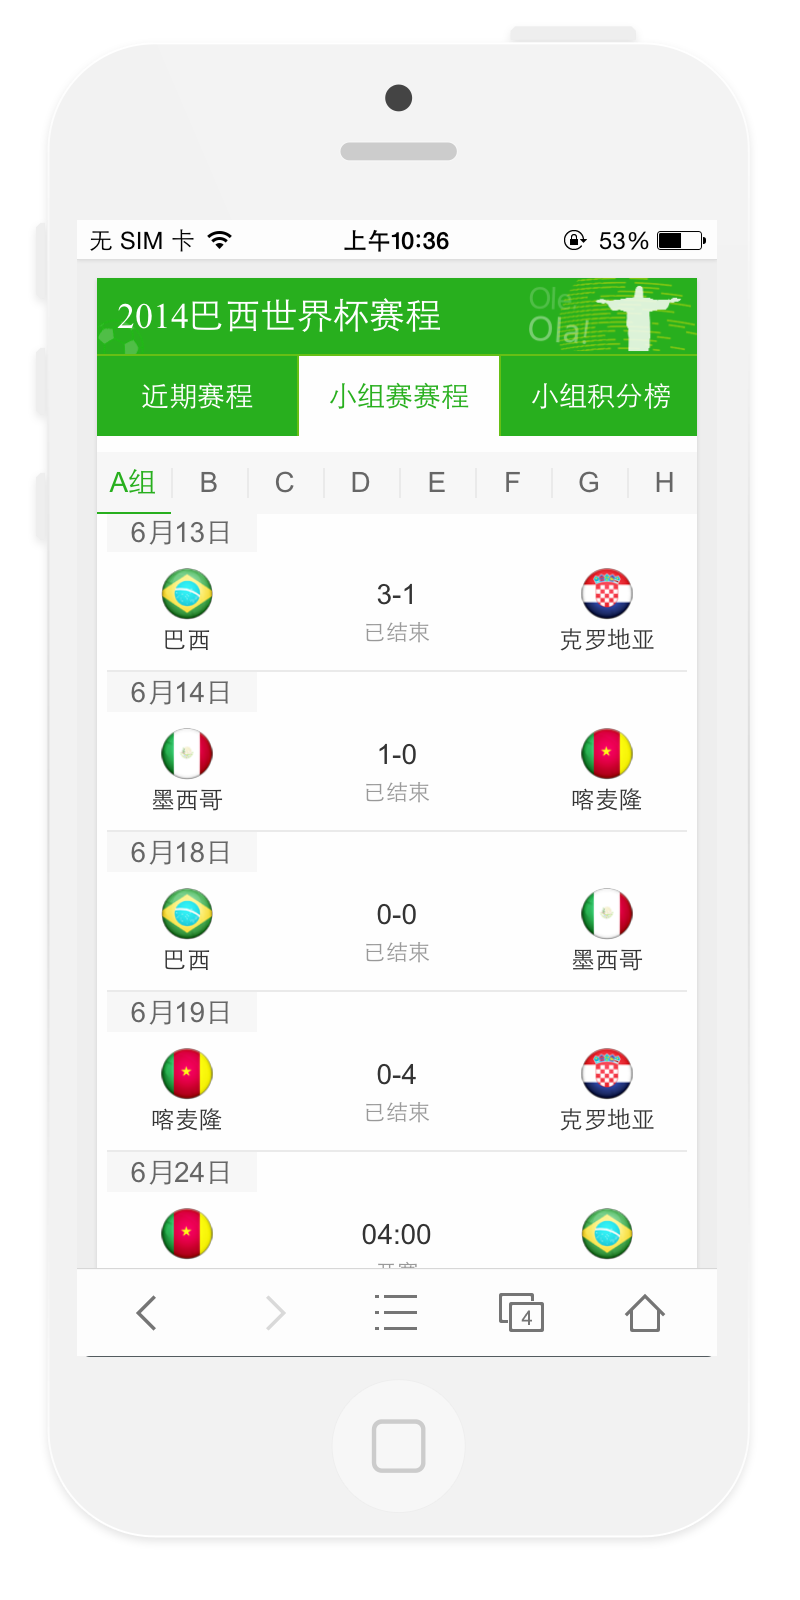 无 SIM 卡 上午10:36 53%
2014巴西世界杯赛程
Ole.
Ola!
近期赛程 小组赛赛程 小组积分榜
A组 B C D E F G H
6月13日
3-1
巴西 已结束 克罗地亚
6月14日
1-0
墨西哥 已结束 喀麦隆
6月18日
0-0
巴西 已结束 墨西哥
6月19日
0-4
喀麦隆 已结束 克罗地亚
6月24日
04:00
4